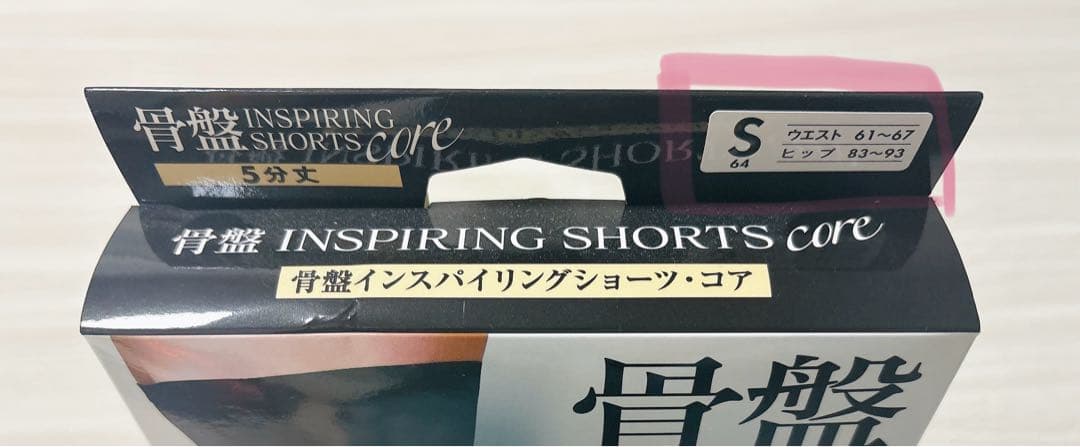 骨盤 INSPIRING SHORTS core
5分丈
S 64
ウエスト 61~67
ヒップ 83~93
骨盤 INSPIRING SHORTS core
骨盤インスパイリングショーツ・コア
骨盤